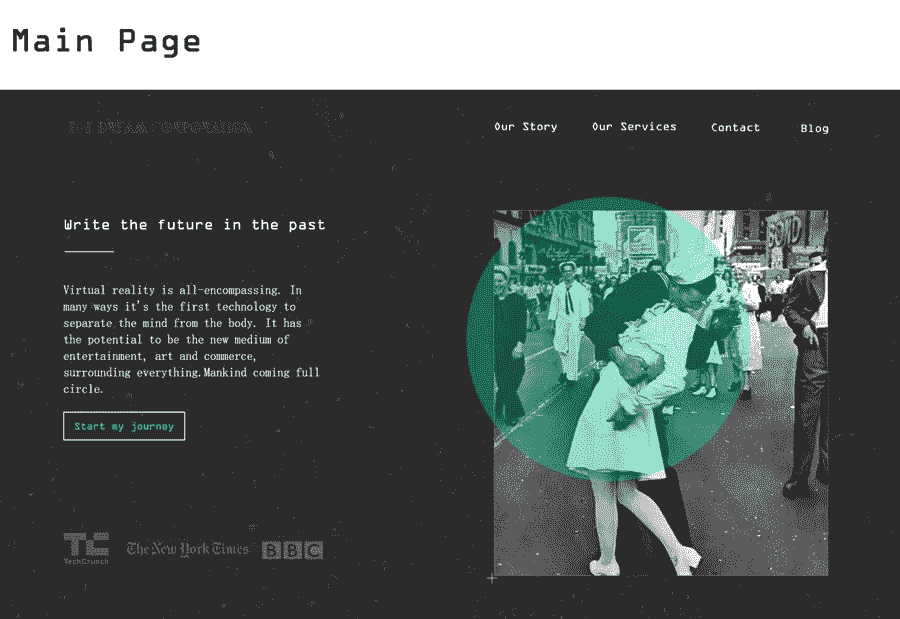 Main Page
Our Story
Our Services
Contact
Blog
Write the future in the past
Virtual reality is all-encompassing. In
many ways it's the first technology to
separate the mind from the body. It has
the potential to be the new medium of
entertainment, art and commerce,
surrounding everything.Mankind coming full
circle.
Start my journey
TC
TechCrunch
The New York Times
BBC
BOND